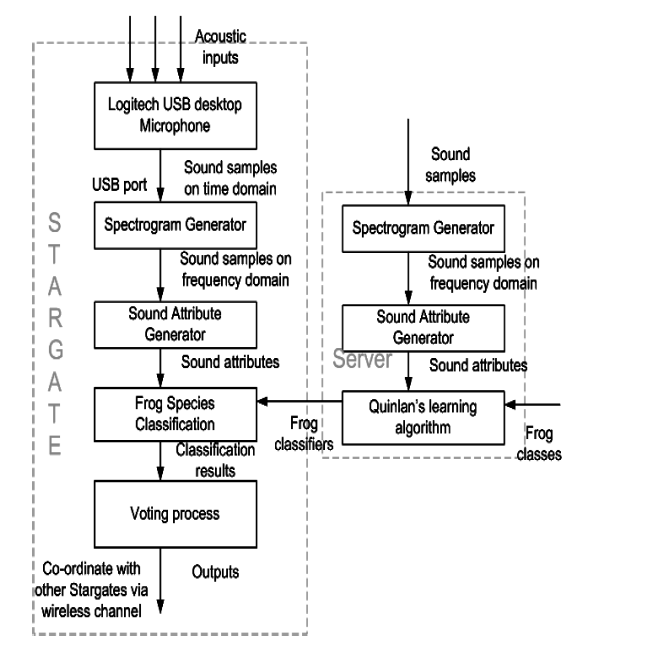 Acoustic
inputs
Logitech USB desktop
Microphone
USB port
Sound samples
on time domain
Spectrogram Generator
Sound samples on
frequency domain
Sound Attribute
Generator
Sound attributes
Frog Species
Classification
Classification
results
Voting process
Co-ordinate with
other Stargates via
wireless channel
Outputs
S
T
A
R
G
A
T
E
Sound
samples
Spectrogram Generator
Sound samples on
frequency domain
Sound Attribute
Generator
Server
Sound attributes
Quinlan's learning
algorithm
Frog
classifiers
Frog
classes